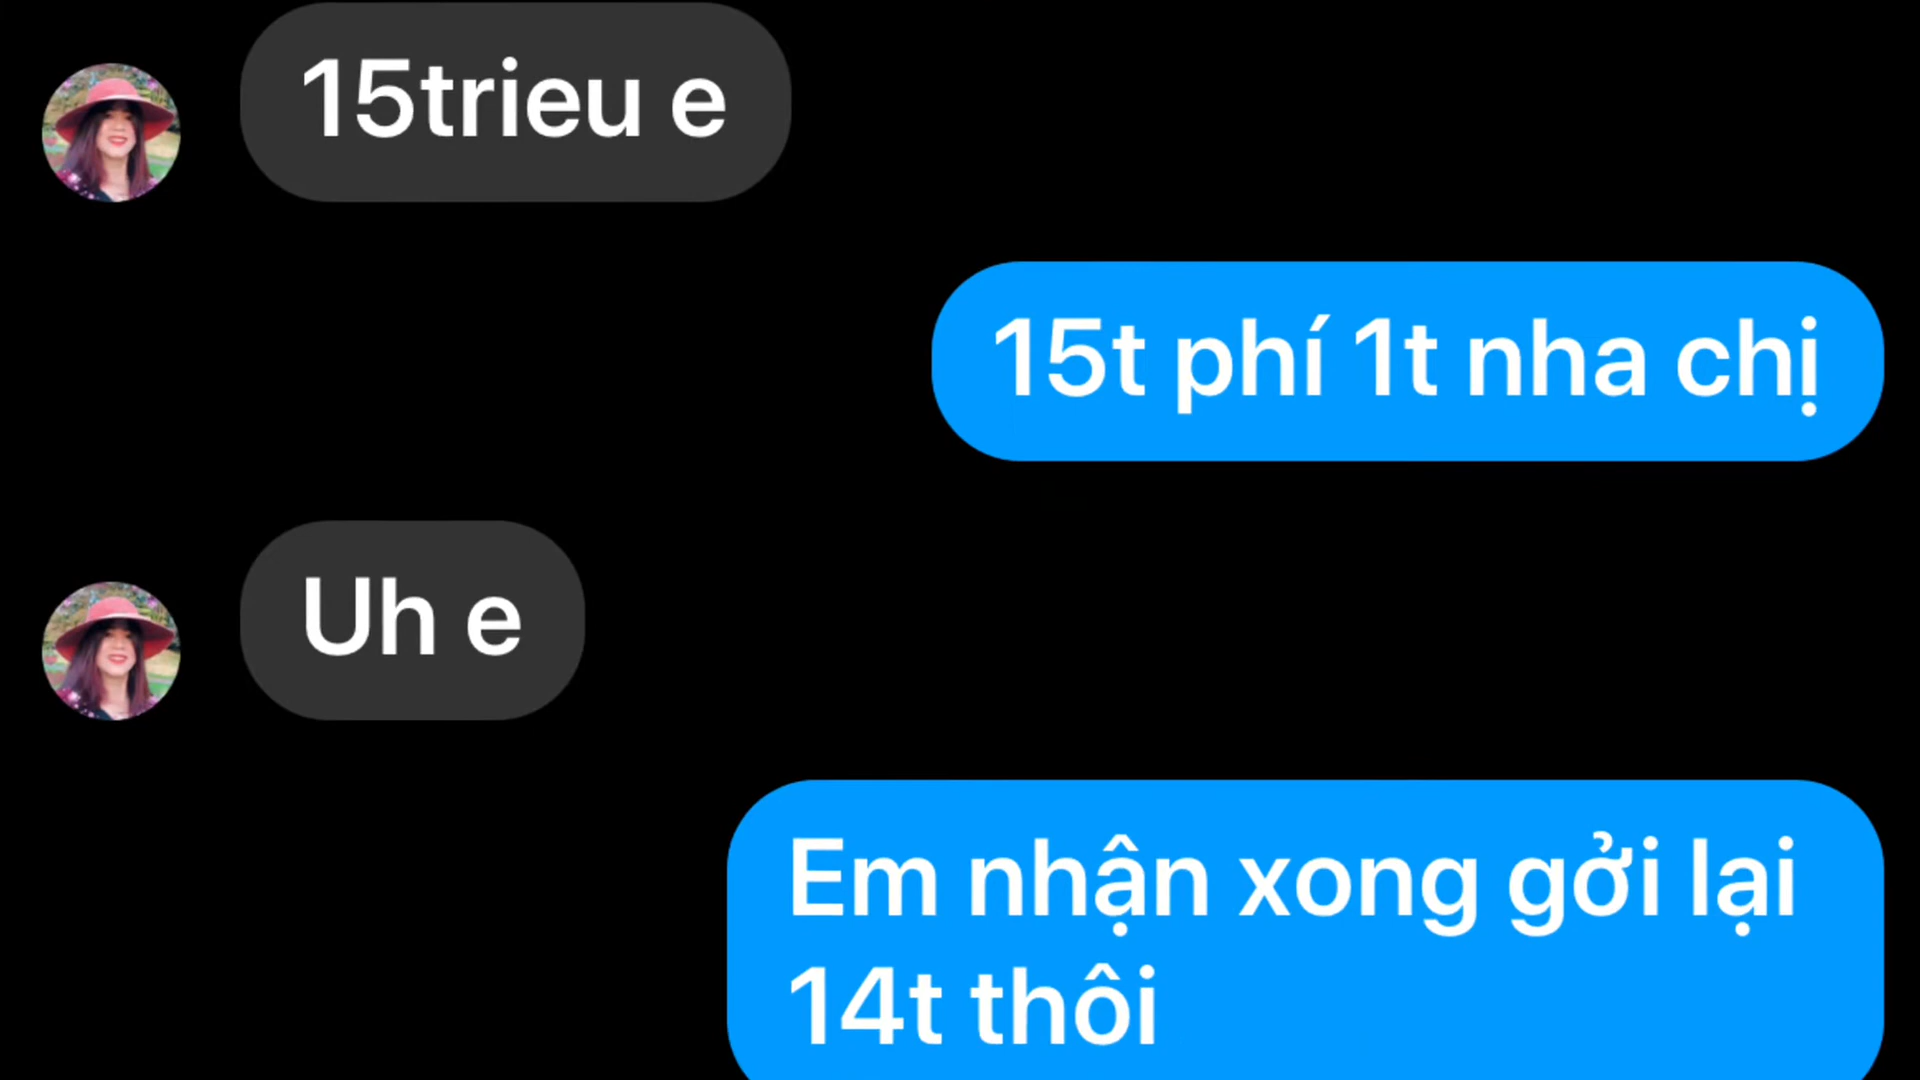 15trieu e
15t phí 1t nha chị
Uh e
Em nhận xong gởi lại
14t thôi